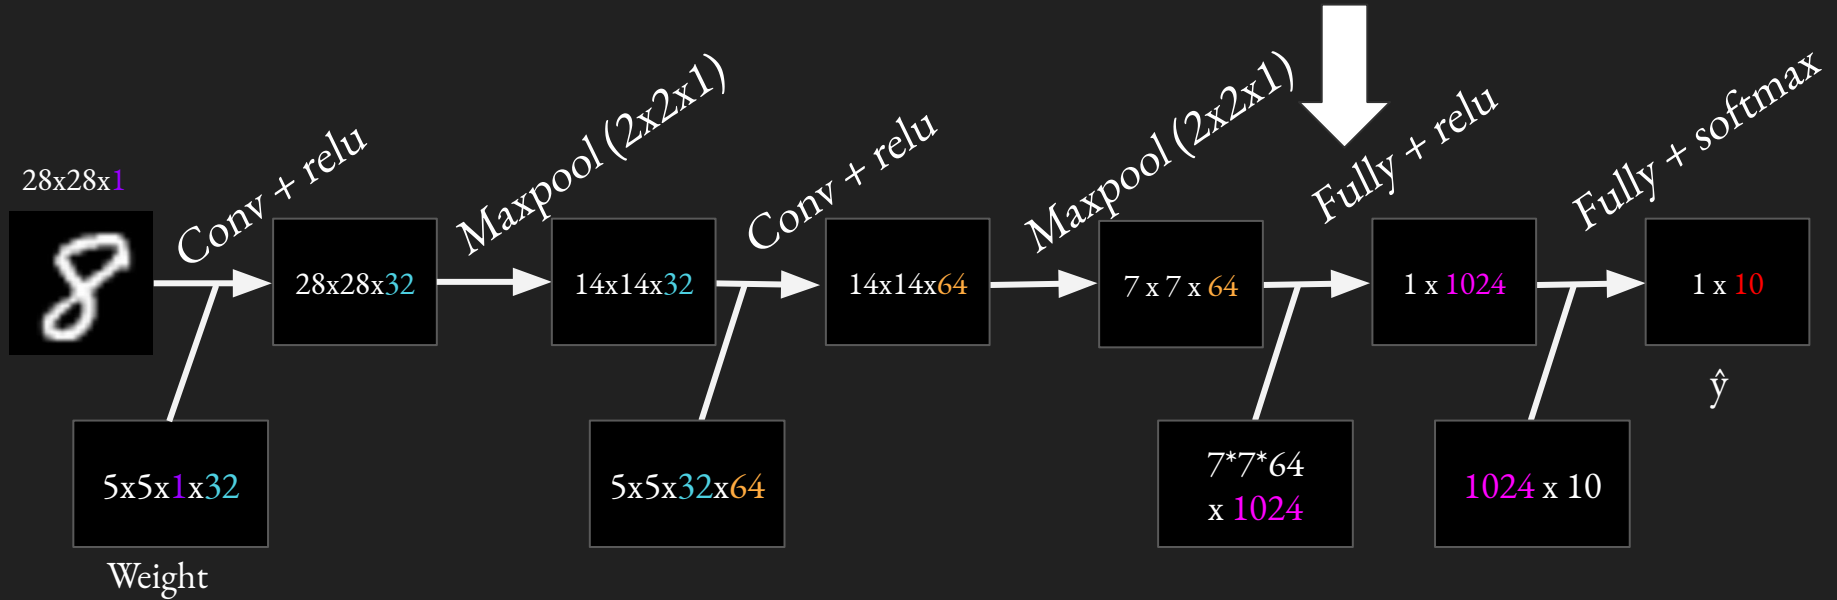 28x28x1
Conv + relu
Maxpool (2x2x1)
Conv + relu
Maxpool (2x2x1)
Fully + relu
Fully + softmax
28x28x32
14x14x32
14x14x64
7 x 7 x 64
1 x 1024
1 x 10
ŷ
5x5x1x32
5x5x32x64
7*7*64
x 1024
1024 x 10
Weight